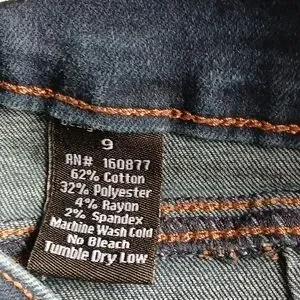 9
RN# 160877
62% Cotton
32% Polyester
4% Rayon
2% Spandex
Machine Wash Cold
No Bleach
Tumble Dry Low